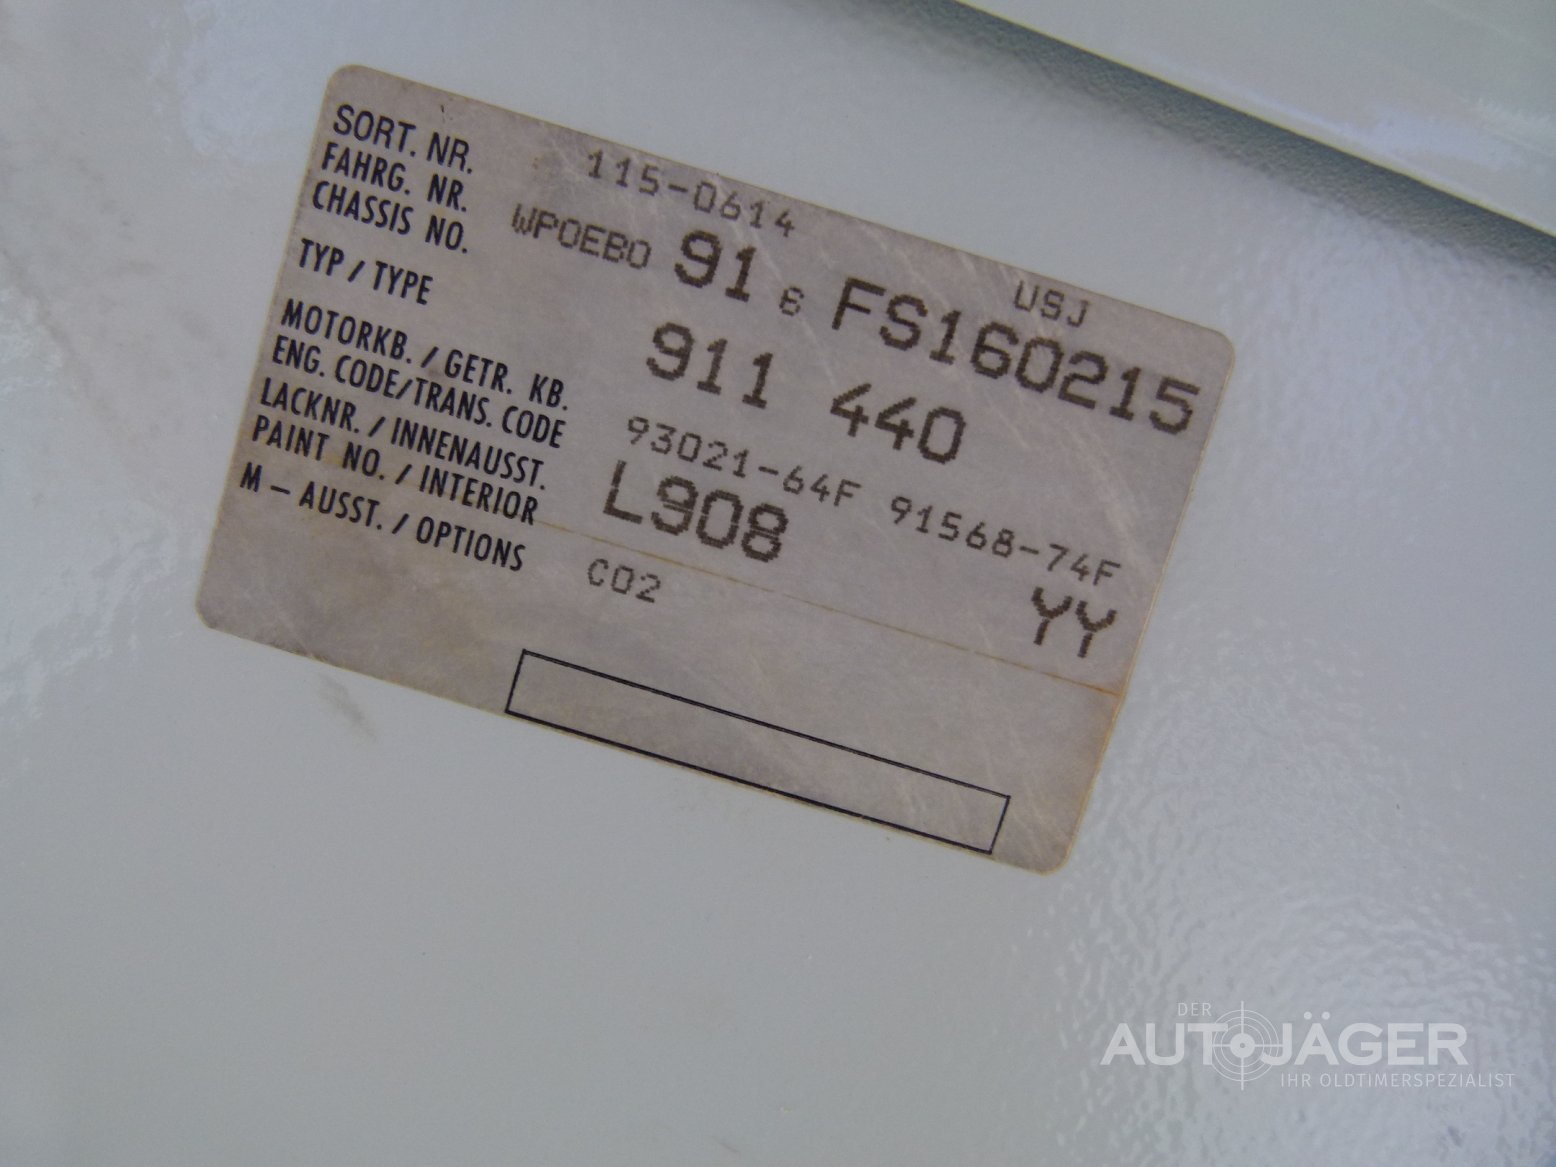 SORT. NR. 115-0614 USJ
FAHRG. NR.
CHASSIS NO. WP0EB0 91 6 FS160215
TYP / TYPE 911 440
MOTORKB. / GETR. KB.
ENG. CODE/TRANS. CODE 93021-64F 91568-74F
LACKNR. / INNENAUSST.
PAINT NO. / INTERIOR L908 YY
M – AUSST. / OPTIONS C02
DER
AUTOJÄGER
IHR OLDTIMERSPEZIALIST